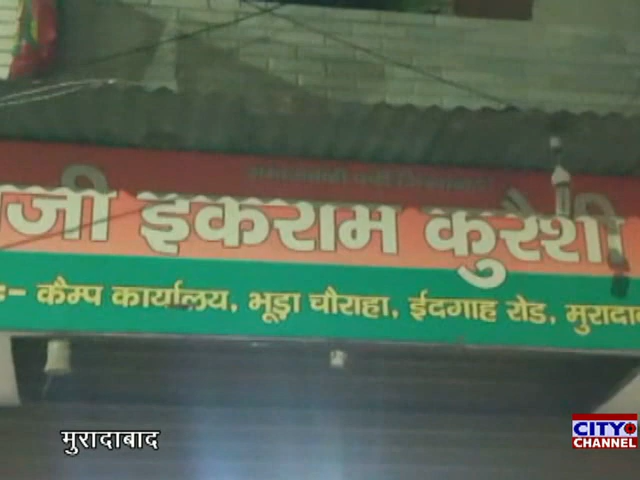 जी इकराम कुरैशी
:- कैम्प कार्यालय, भूड़ा चौराहा, ईदगाह रोड, मुरादाब
मुरादाबाद
CITY
CHANNEL